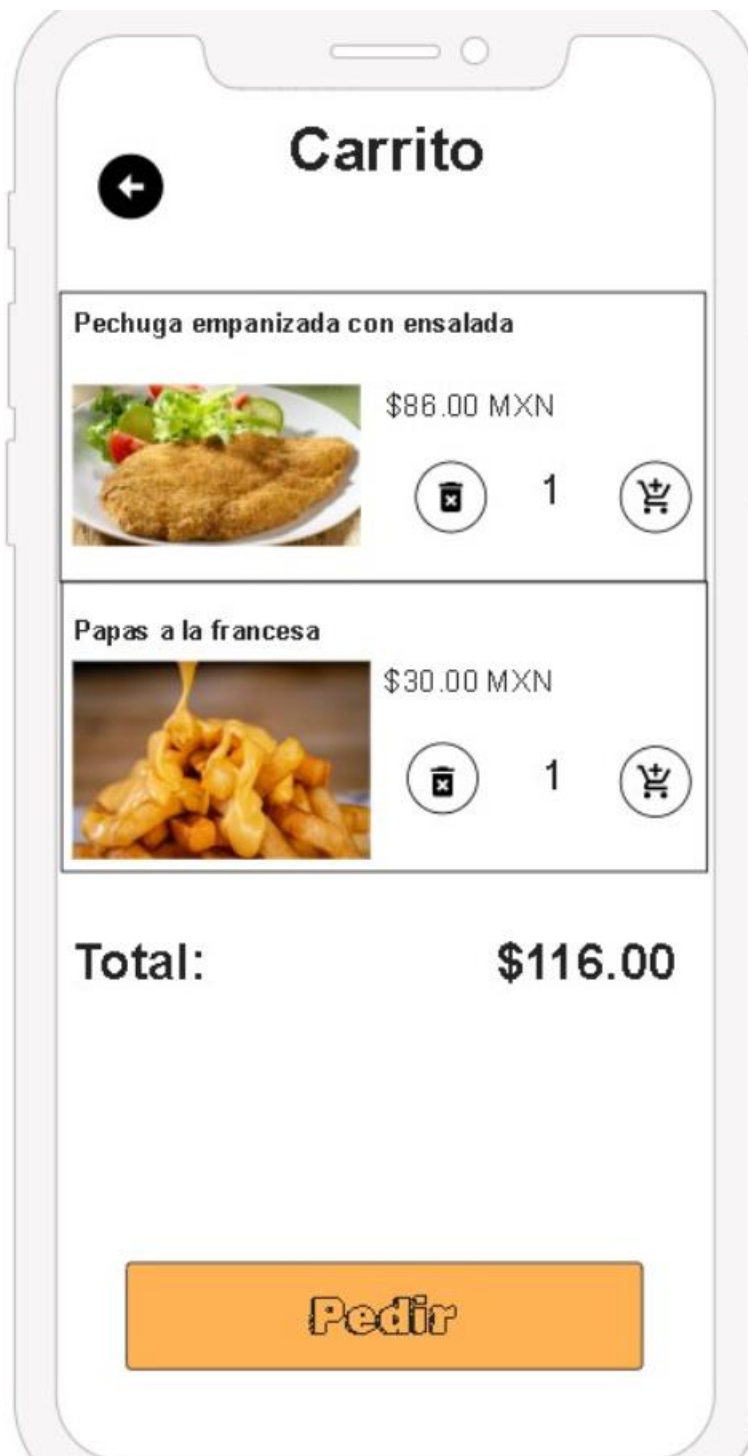 Carrito
Pechuga empanizada con ensalada
$86.00 MXN
1
Papas a la francesa
$30.00 MXN
1
Total: $116.00
Pedir